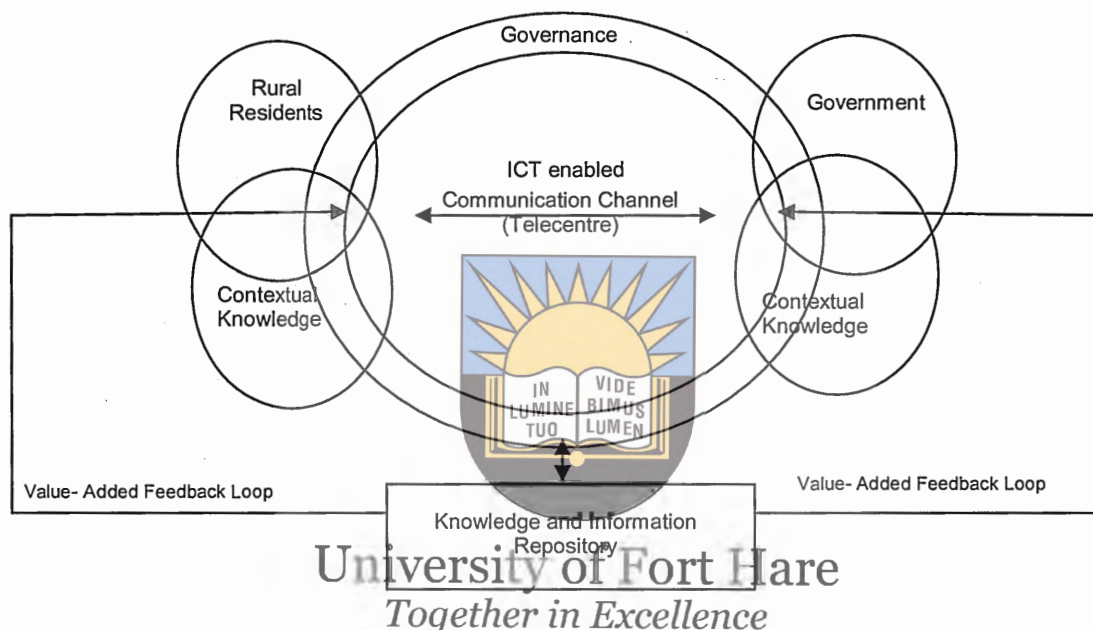 Governance
Rural
Residents
Government
ICT enabled
Communication Channel
(Telecentre)
Contextual
Knowledge
Contextual
Knowledge
IN
LUMINE
TUO
VIDE
BIMUS
LUMEN
Value- Added Feedback Loop
Value- Added Feedback Loop
Knowledge and Information
Repository
University of Fort Hare
Together in Excellence